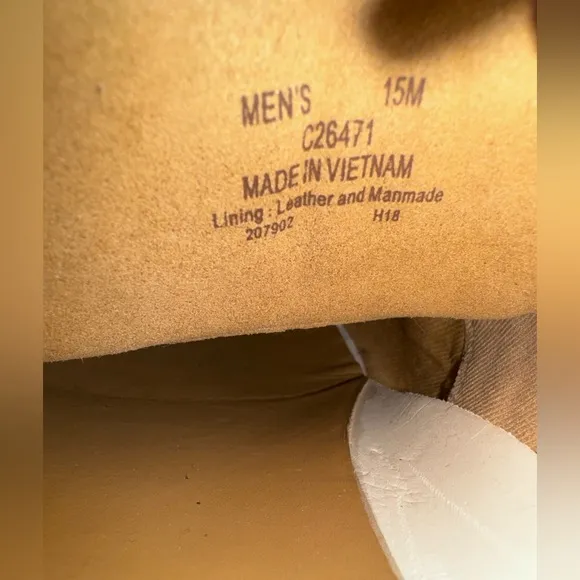 MEN'S 15M
C26471
MADE IN VIETNAM
Lining : Leather and Manmade
207902 H18